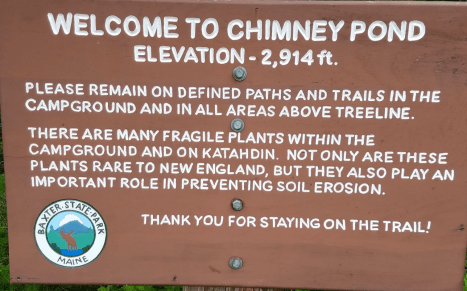 WELCOME TO CHIMNEY POND
ELEVATION - 2,914 ft.
PLEASE REMAIN ON DEFINED PATHS AND TRAILS IN THE
CAMPGROUND AND IN ALL AREAS ABOVE TREELINE.
THERE ARE MANY FRAGILE PLANTS WITHIN THE
CAMPGROUND AND ON KATAHDIN. NOT ONLY ARE THESE
PLANTS RARE TO NEW ENGLAND, BUT THEY ALSO PLAY AN
IMPORTANT ROLE IN PREVENTING SOIL EROSION.
THANK YOU FOR STAYING ON THE TRAIL!
BAXTER · STATE · PARK
MAINE